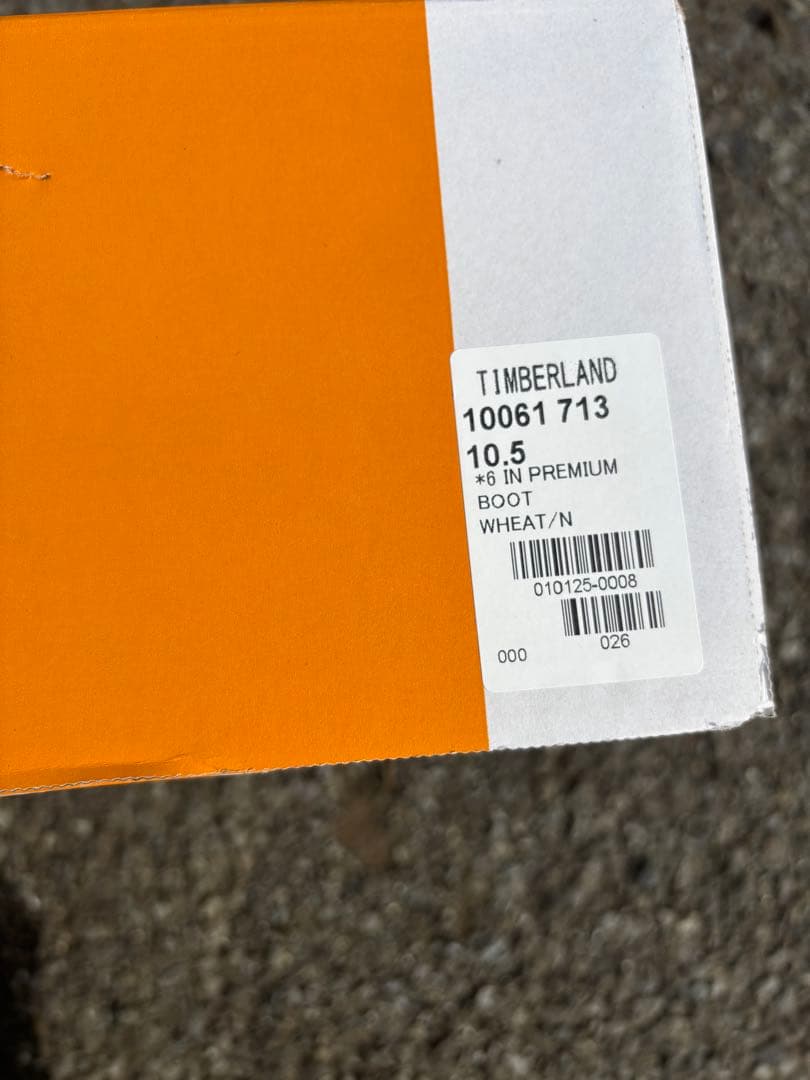 TIMBERLAND
10061 713
10.5
*6 IN PREMIUM
BOOT
WHEAT/N
010125-0008
026
000